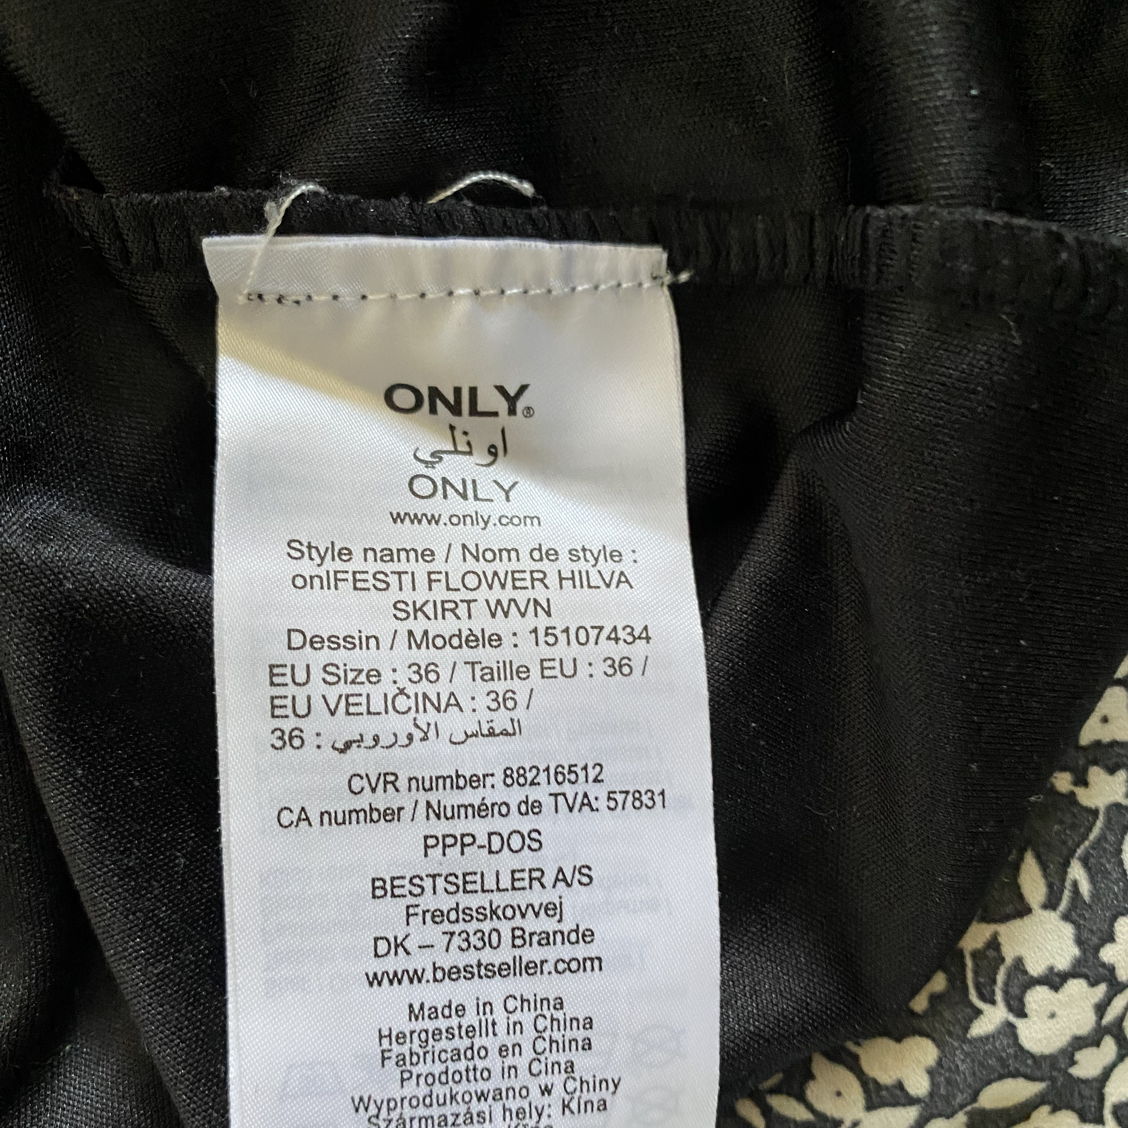 ONLY®
اونلي
ONLY
www.only.com
Style name / Nom de style :
onlFESTI FLOWER HILVA
SKIRT WVN
Dessin / Modèle : 15107434
EU Size : 36 / Taille EU : 36 /
EU VELIČINA : 36 /
المقاس الأوروبي : 36
CVR number: 88216512
CA number / Numéro de TVA: 57831
PPP-DOS
BESTSELLER A/S
Fredsskovvej
DK – 7330 Brande
www.bestseller.com
Made in China
Hergestellt in China
Fabricado en China
Prodotto in Cina
Wyprodukowano w Chiny
Származási hely: Kína